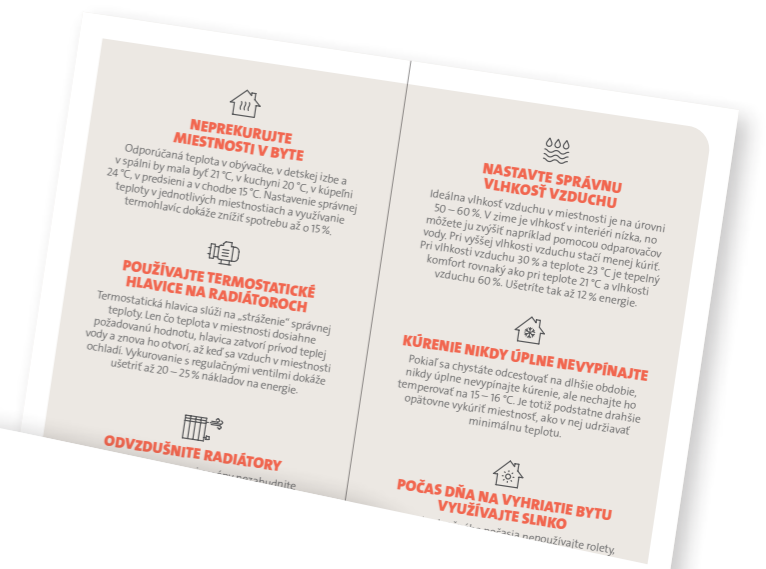 NEPREKURUJTE
MIESTNOSTI V BYTE
Odporúčaná teplota v obývačke, v detskej izbe a
v spálni by mala byť 21 °C, v kuchyni 20 °C, v kúpeľni
24 °C, v predsieni a v chodbe 15 °C. Nastavenie správnej
teploty v jednotlivých miestnostiach a využívanie
termohlavíc dokáže znížiť spotrebu až o 15 %.
POUŽÍVAJTE TERMOSTATICKÉ
HLAVICE NA RADIÁTOROCH
Termostatická hlavica slúži na „stráženie“ správnej
teploty. Len čo teplota v miestnosti dosiahne
požadovanú hodnotu, hlavica zatvorí prívod teplej
vody a znova ho otvorí, až keď sa vzduch v miestnosti
ochladí. Vykurovanie s regulačnými ventilmi dokáže
ušetriť až 20 – 25 % nákladov na energie.
ODVZDUŠNITE RADIÁTORY
nezabudnite
NASTAVTE SPRÁVNU
VLHKOSŤ VZDUCHU
Ideálna vlhkosť vzduchu v miestnosti je na úrovni
50 – 60 %. V zime je vlhkosť v interiéri nízka, no
môžete ju zvýšiť napríklad pomocou odparovačov
vody. Pri vyššej vlhkosti vzduchu stačí menej kúriť.
Pri vlhkosti vzduchu 30 % a teplote 23 °C je tepelný
komfort rovnaký ako pri teplote 21 °C a vlhkosti
vzduchu 60 %. Ušetríte tak až 12 % energie.
KÚRENIE NIKDY ÚPLNE NEVYPÍNAJTE
Pokiaľ sa chystáte odcestovať na dlhšie obdobie,
nikdy úplne nevypínajte kúrenie, ale nechajte ho
temperovať na 15 – 16 °C. Je totiž podstatne drahšie
opätovne vykúriť miestnosť, ako v nej udržiavať
minimálnu teplotu.
POČAS DŇA NA VYHRIATIE BYTU
VYUŽÍVAJTE SLNKO
počasia nepoužívajte rolety,